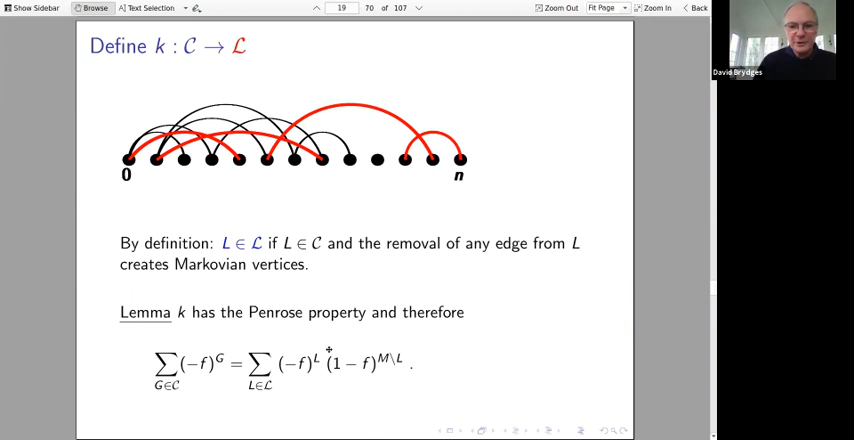 Show Sidebar Browse Text Selection 19 70 of 107 Zoom Out Fit Page Zoom In Back
David Brydges
Define k : C → L
0 n
By definition: L ∈ L if L ∈ C and the removal of any edge from L
creates Markovian vertices.
Lemma k has the Penrose property and therefore
∑_{G∈C} (−f)^G = ∑_{L∈L} (−f)^L (1 − f)^{M\L} .